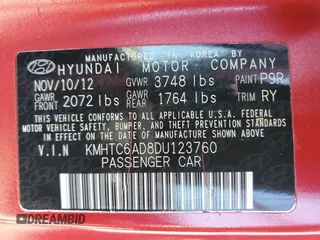 MANUFACTURED IN ULSAN, KOREA BY
HYUNDAI MOTOR COMPANY
NOV/10/12 GVWR 3748 lbs PAINT P9R
GAWR FRONT 2072 lbs GAWR REAR 1764 lbs TRIM RY
THIS VEHICLE CONFORMS TO ALL APPLICABLE
FEDERAL MOTOR VEHICLE SAFETY, BUMPER, AND
THEFT PREVENTION STANDARDS IN EFFECT ON
THE DATE OF MANUFACTURE SHOWN ABOVE.
V.I.N KMHTC6AD8DU123760
PASSENGER CAR
© DREAMBID